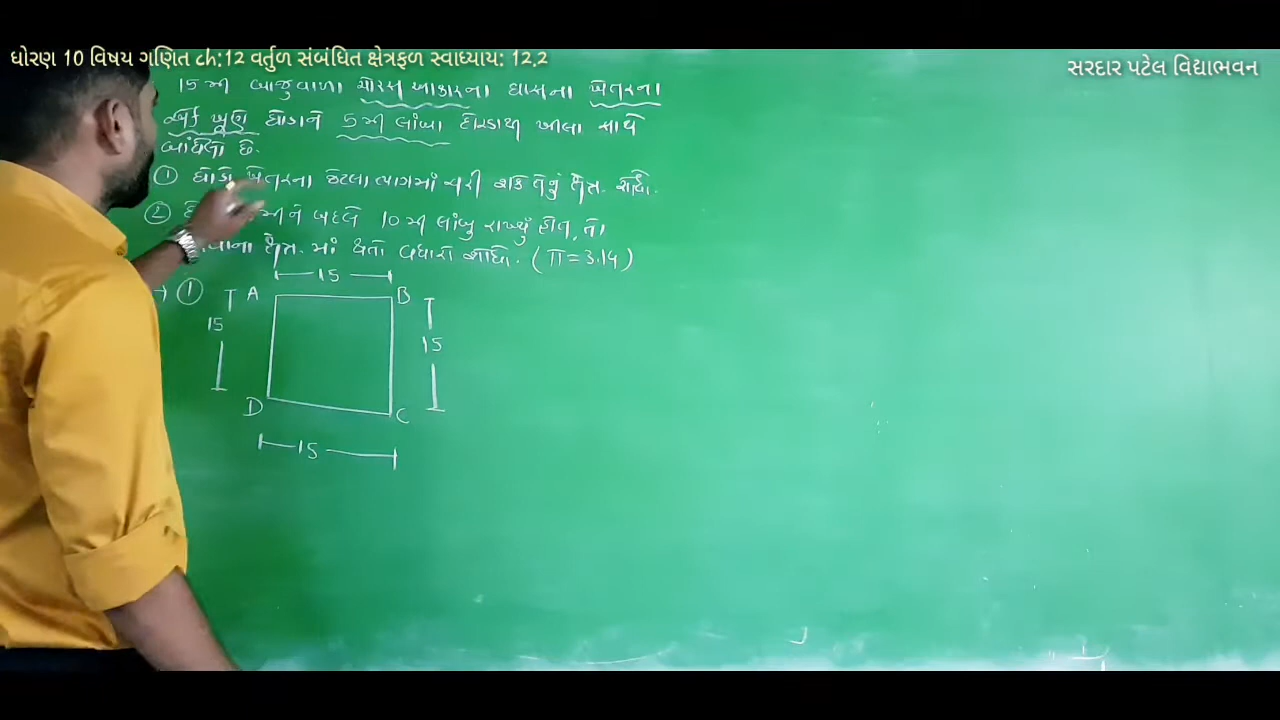 ધોરણ 10 વિષય ગણિત ch:12 વર્તુળ સંબંધિત ક્ષેત્રફળ સ્વાધ્યાય: 12.2
સરદાર પટેલ વિદ્યાભવન
15 મી બાજુવાળા ચોરસ આકારના ઘાસના ખેતરના
એક ખૂણે ઘોડાને 5 મી લાંબા દોરડાથી ખીલા સાથે
બાંધેલો છે.
① ઘોડો ખેતરના જેટલા ભાગમાં ચરી શકે તેનું ક્ષેત્ર. શોધો.
② મીને બદલે 10 મી લાંબુ રાખ્યું હોત, તો
ક્ષેત્ર. માં થતો વધારો શોધો. (π = 3.14)
→ ①
15
A B
15
15
D C
15